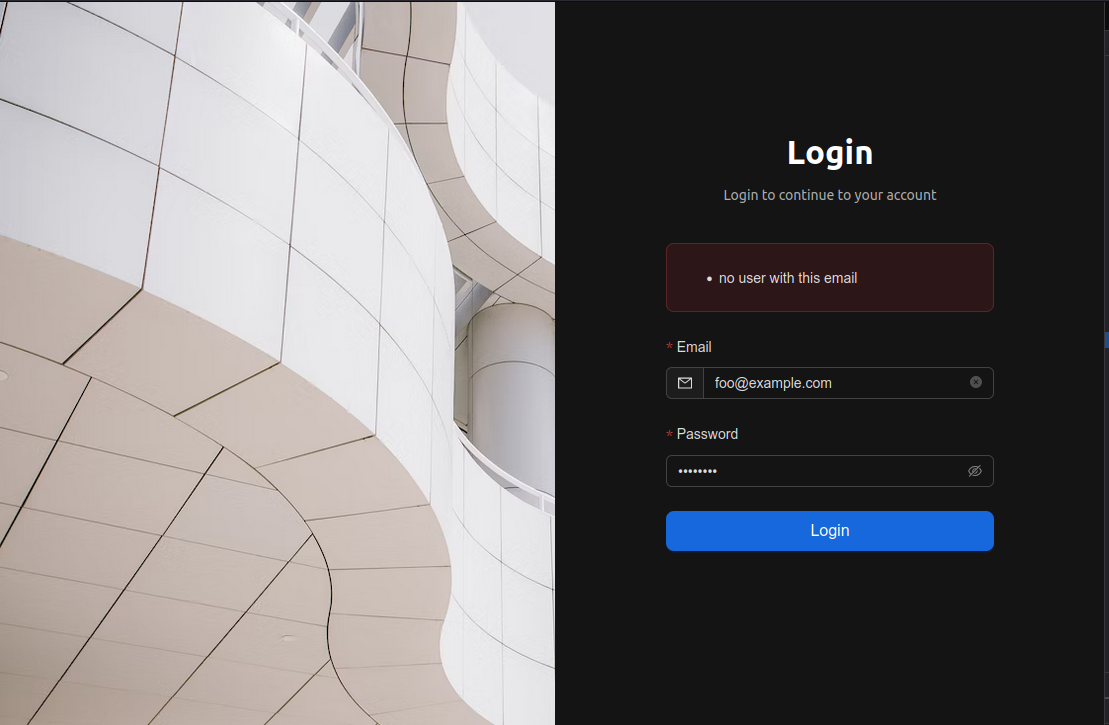 Login
Login to continue to your account
• no user with this email
* Email
foo@example.com
* Password
••••••••
Login